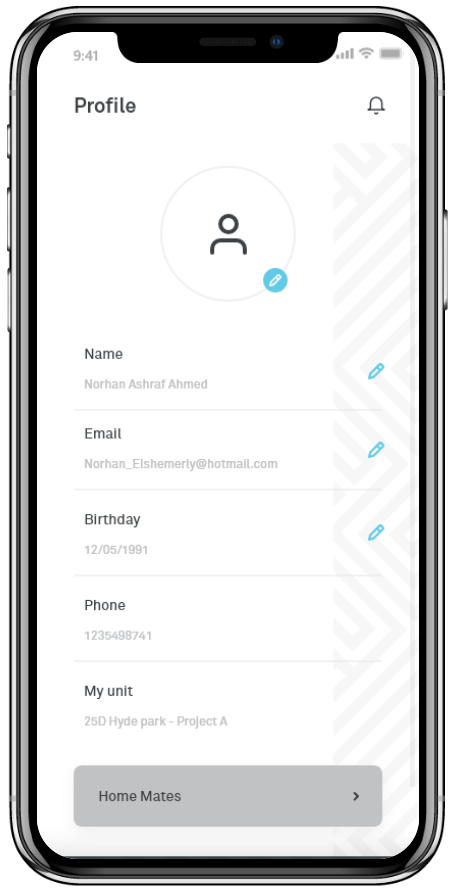 9:41
Profile
Name
Norhan Ashraf Ahmed
Email
Norhan_Elshemerly@hotmail.com
Birthday
12/05/1991
Phone
1235498741
My unit
25D Hyde park - Project A
Home Mates